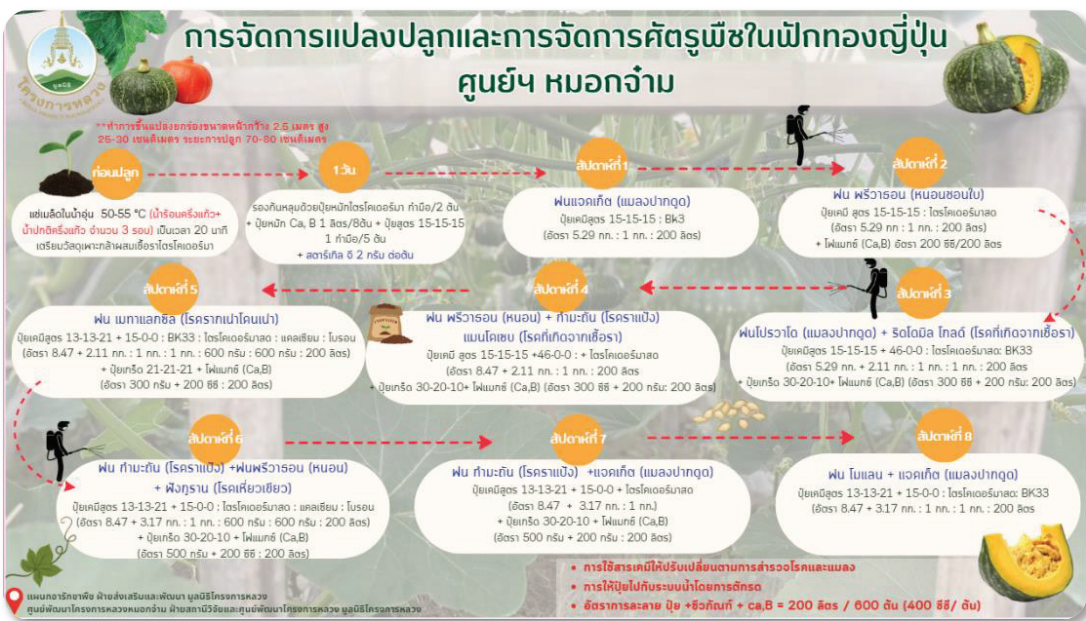 การจัดการแปลงปลูกและการจัดการศัตรูพืชในฟักทองญี่ปุ่น
ศูนย์ฯ หมอกจ๋าม
มูลนิธิ
โครงการหลวง
**ทำการขึ้นแปลงยกร่องขนาดหน้ากว้าง 2.5 เมตร สูง
25-30 เซนติเมตร ระยะการปลูก 70-80 เซนติเมตร
ก่อนปลูก
แช่เมล็ดในน้ำอุ่น 50-55 °C (น้ำร้อนครึ่งแก้ว+
น้ำปกติครึ่งแก้ว จำนวน 3 รอบ) เป็นเวลา 20 นาที
เตรียมวัสดุเพาะกล้าผสมเชื้อราไตรโคเดอร์มา
1 วัน
รองก้นหลุมด้วยปุ๋ยหมักไตรโคเดอร์มา กำมือ/2 ต้น
+ ปุ๋ยหมัก Ca, B 1 ลิตร/8ต้น + ปุ๋ยสูตร 15-15-15
1 กำมือ/5 ต้น
+ สตาร์เกิล จี 2 กรัม ต่อต้น
สัปดาห์ที่ 1
ฟนแจคเก็ต (แมลงปากดูด)
ปุ๋ยเคมีสูตร 15-15-15 : Bk3
(อัตรา 5.29 กก. : 1 กก. : 200 ลิตร)
สัปดาห์ที่ 2
ฟน พรีวาธอน (หนอนชอนใบ)
ปุ๋ยเคมี สูตร 15-15-15 : ไตรโคเดอร์มาสด
(อัตรา 5.29 กก : 1 กก. : 200 ลิตร)
+ โฟแมกซ์ (Ca,B) อัตรา 200 ซีซี/200 ลิตร
สัปดาห์ที่ 3
ฟนโปรวาโด (แมลงปากดูด) + ริดโดมิล โกลด์ (โรคที่เกิดจากเชื้อรา)
ปุ๋ยเคมีสูตร 15-15-15 + 46-0-0 : ไตรโคเดอร์มาสด: BK33
(อัตรา 5.29 + 2.11 กก. : 1 กก. : 1 กก. : 200 ลิตร)
+ ปุ๋ยเกร็ด 30-20-10+ โฟแมกซ์ (Ca,B) (อัตรา 300 ซีซี + 200 กรัม: 200 ลิตร)
สัปดาห์ที่ 4
ฟน พรีวาธอน (หนอน) + กำมะถัน (โรคราแป้ง)
แมนโคเซบ (โรคที่เกิดจากเชื้อรา)
ปุ๋ยเคมี สูตร 15-15-15 +46-0-0 : + ไตรโคเดอร์มาสด
(อัตรา 8.47 + 2.11 กก. : 1 กก. : 200 ลิตร)
+ ปุ๋ยเกร็ด 30-20-10+ โฟแมกซ์ (Ca,B) (อัตรา 300 ซีซี + 200 กรัม: 200 ลิตร)
สัปดาห์ที่ 5
ฟน เมทาแลกซิล (โรครากเน่าโคนเน่า)
ปุ๋ยเคมีสูตร 13-13-21 + 15-0-0 : BK33 : ไตรโคเดอร์มาสด : แคลเซียม : โบรอน
(อัตรา 8.47 + 2.11 กก. : 1 กก. : 1 กก. : 600 กรัม : 600 กรัม : 200 ลิตร)
+ ปุ๋ยเกร็ด 21-21-21 + โฟแมกซ์ (Ca,B)
(อัตรา 300 กรัม + 200 ซีซี : 200 ลิตร)
สัปดาห์ที่ 6
ฟน กำมะถัน (โรคราแป้ง) +ฟนพรีวาธอน (หนอน)
+ ฟังกูราน (โรคเหี่ยวเขียว)
ปุ๋ยเคมีสูตร 13-13-21 + 15-0-0 : ไตรโคเดอร์มาสด : แคลเซียม : โบรอน
(อัตรา 8.47 + 3.17 กก. : 1 กก. : 600 กรัม : 600 กรัม : 200 ลิตร)
+ ปุ๋ยเกร็ด 30-20-10 + โฟแมกซ์ (Ca,B)
(อัตรา 500 กรัม + 200 ซีซี : 200 ลิตร)
สัปดาห์ที่ 7
ฟน กำมะถัน (โรคราแป้ง) +แจคเก็ต (แมลงปากดูด)
ปุ๋ยเคมีสูตร 13-13-21 + 15-0-0 + ไตรโคเดอร์มาสด
(อัตรา 8.47 + 3.17 กก. : 1 กก.)
+ ปุ๋ยเกร็ด 30-20-10 + โฟแมกซ์ (Ca,B)
(อัตรา 500 กรัม + 200 ซีซี : 200 ลิตร)
สัปดาห์ที่ 8
ฟน โมแลน + แจคเก็ต (แมลงปากดูด)
ปุ๋ยเคมีสูตร 13-13-21 + 15-0-0 : ไตรโคเดอร์มาสด: BK33
(อัตรา 8.47 + 3.17 กก. : 1 กก. : 1 กก. : 200 ลิตร
• การใช้สารเคมีให้ปรับเปลี่ยนตามการสำรวจโรคและแมลง
• การให้ปุ๋ยไปกับระบบน้ำโดยการตักรด
• อัตราการละลาย ปุ๋ย +ชีวภัณฑ์ + ca,B = 200 ลิตร / 600 ต้น (400 ซีซี/ ต้น)
แผนกอารักขาพืช ฝ่ายส่งเสริมและพัฒนา มูลนิธิโครงการหลวง
ศูนย์พัฒนาโครงการหลวงหมอกจ๋าม ฝ่ายสถานีวิจัยและศูนย์พัฒนาโครงการหลวง มูลนิธิโครงการหลวง